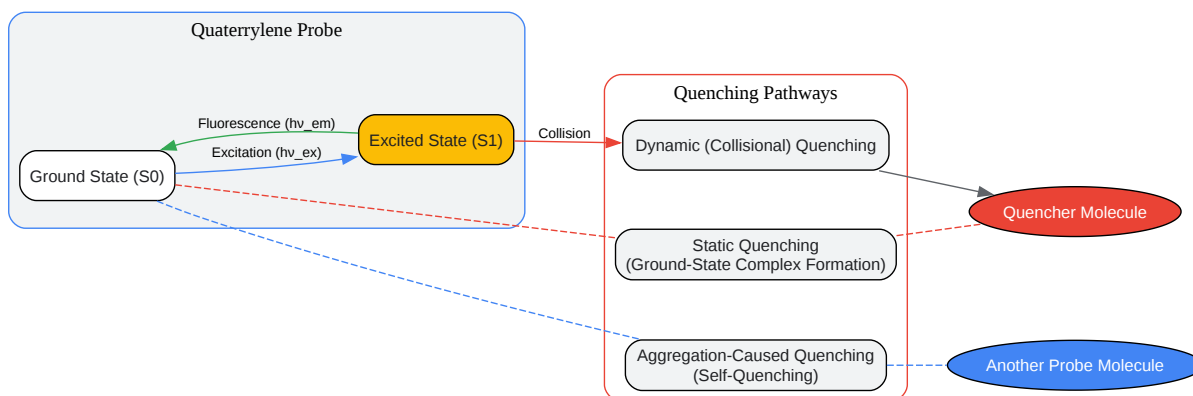 Quaterrylene Probe
Quenching Pathways
Fluorescence (hν_em)
Excited State (S1)
Collision
Dynamic (Collisional) Quenching
Excitation (hν_ex)
Ground State (S0)
Quencher Molecule
Static Quenching
(Ground-State Complex Formation)
Aggregation-Caused Quenching
(Self-Quenching)
Another Probe Molecule